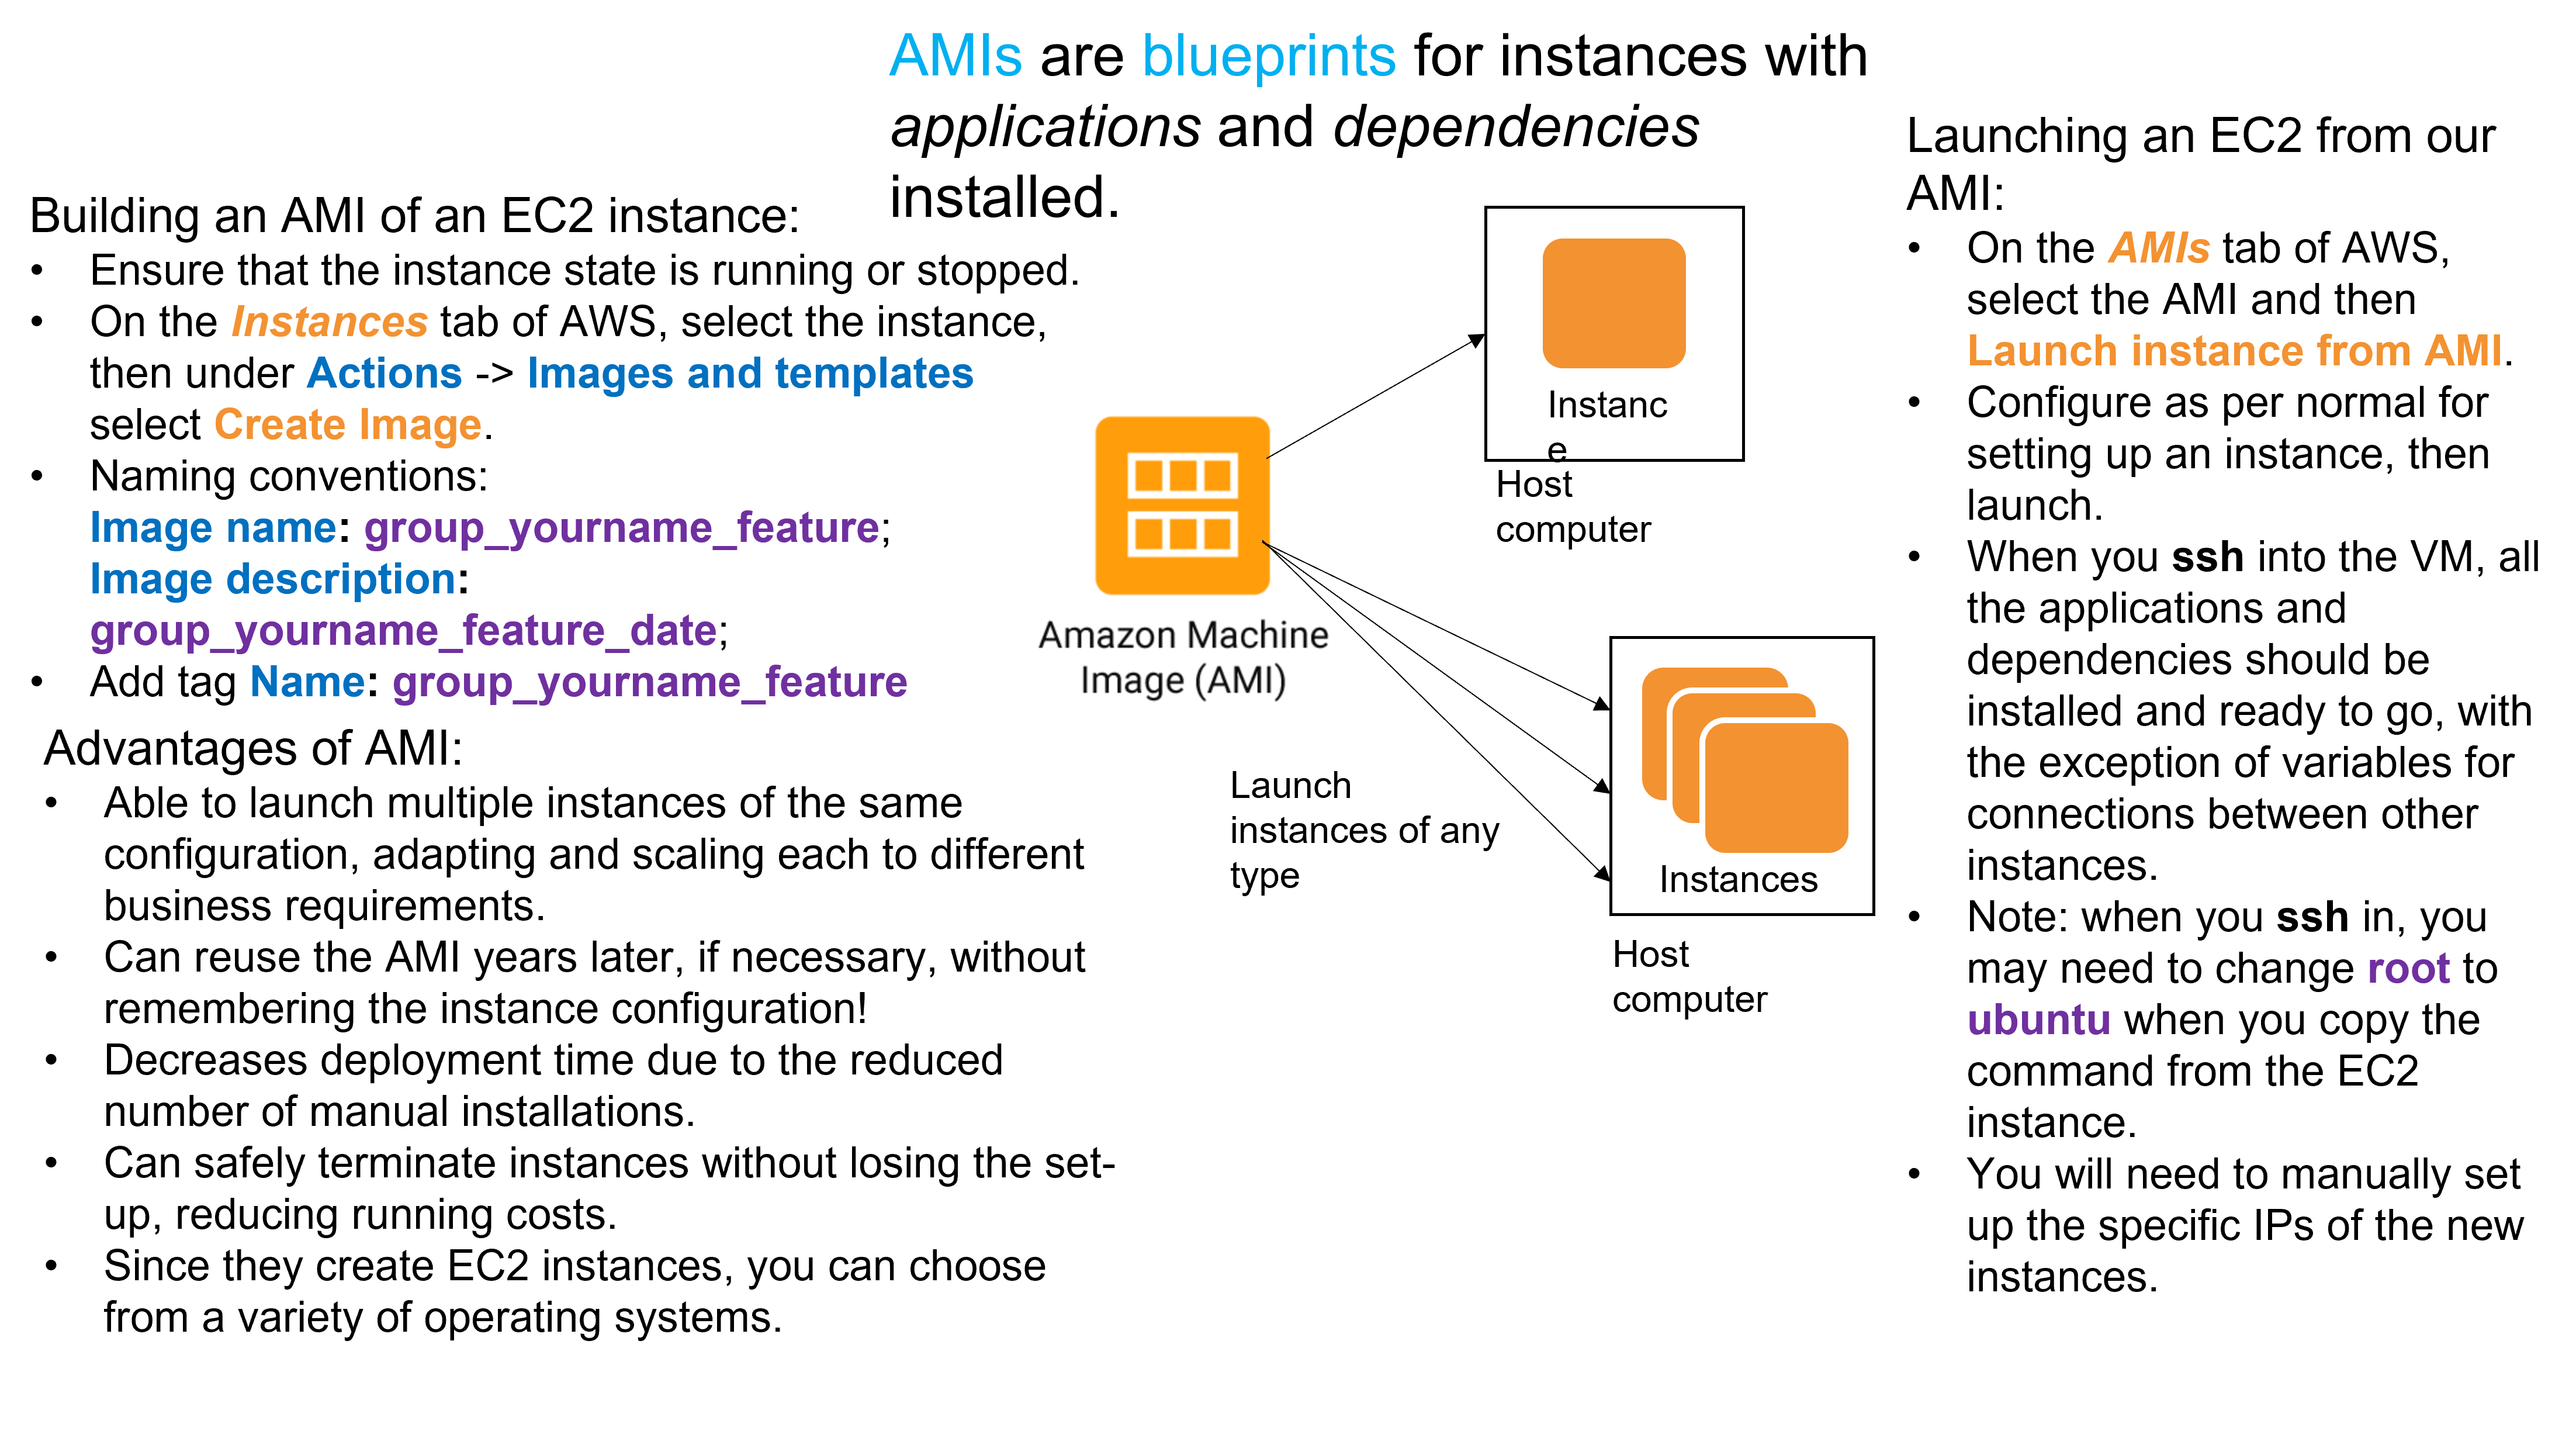 AMIs are blueprints for instances with
applications and dependencies
installed.
Building an AMI of an EC2 instance:
• Ensure that the instance state is running or stopped.
• On the Instances tab of AWS, select the instance,
then under Actions -> Images and templates
select Create Image.
• Naming conventions:
Image name: group_yourname_feature;
Image description:
group_yourname_feature_date;
• Add tag Name: group_yourname_feature
Advantages of AMI:
• Able to launch multiple instances of the same
configuration, adapting and scaling each to different
business requirements.
• Can reuse the AMI years later, if necessary, without
remembering the instance configuration!
• Decreases deployment time due to the reduced
number of manual installations.
• Can safely terminate instances without losing the set-
up, reducing running costs.
• Since they create EC2 instances, you can choose
from a variety of operating systems.
Amazon Machine
Image (AMI)
Instanc
e
Host
computer
Launch
instances of any
type
Instances
Host
computer
Launching an EC2 from our
AMI:
• On the AMIs tab of AWS,
select the AMI and then
Launch instance from AMI.
• Configure as per normal for
setting up an instance, then
launch.
• When you ssh into the VM, all
the applications and
dependencies should be
installed and ready to go, with
the exception of variables for
connections between other
instances.
• Note: when you ssh in, you
may need to change root to
ubuntu when you copy the
command from the EC2
instance.
• You will need to manually set
up the specific IPs of the new
instances.